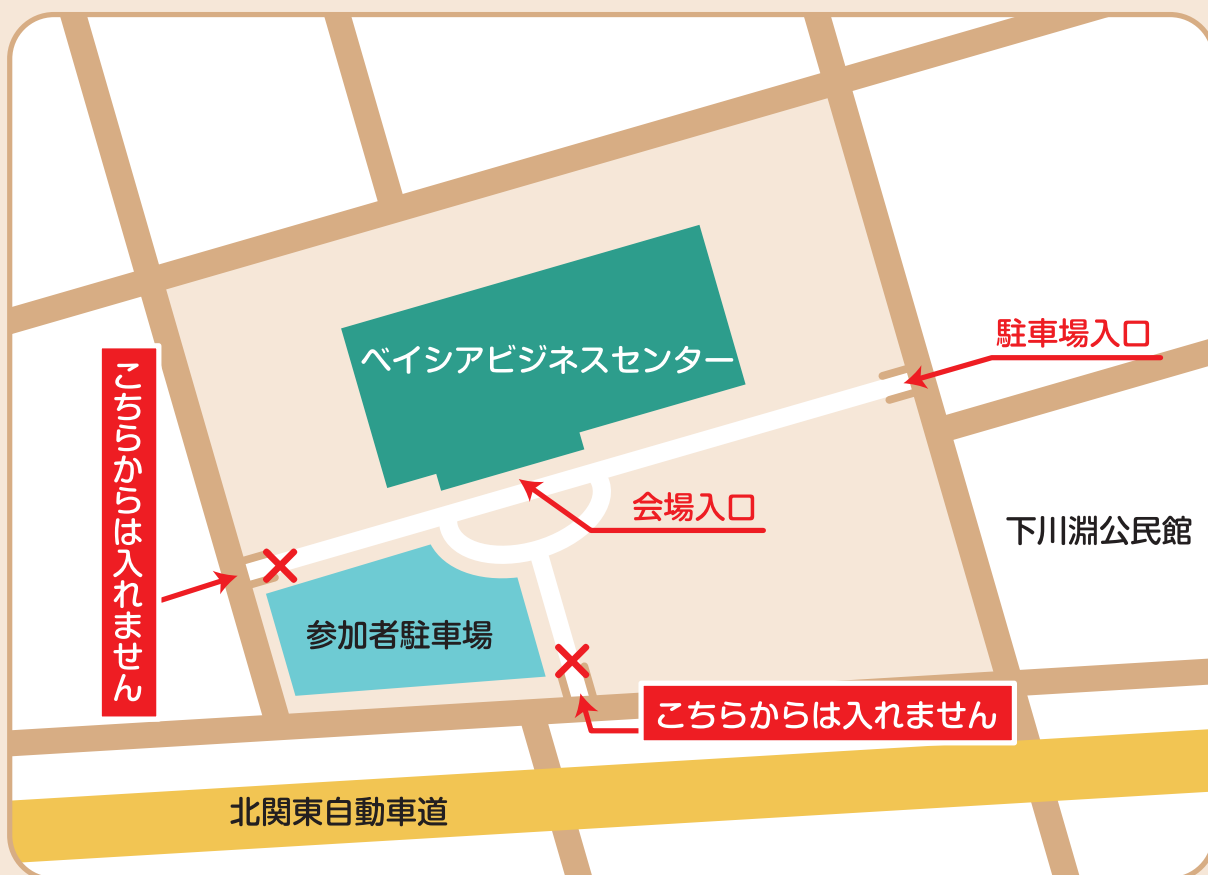 駐車場入口
こちらからは入れません
ベイシアビジネスセンター
会場入口
下川淵公民館
参加者駐車場
こちらからは入れません
北関東自動車道